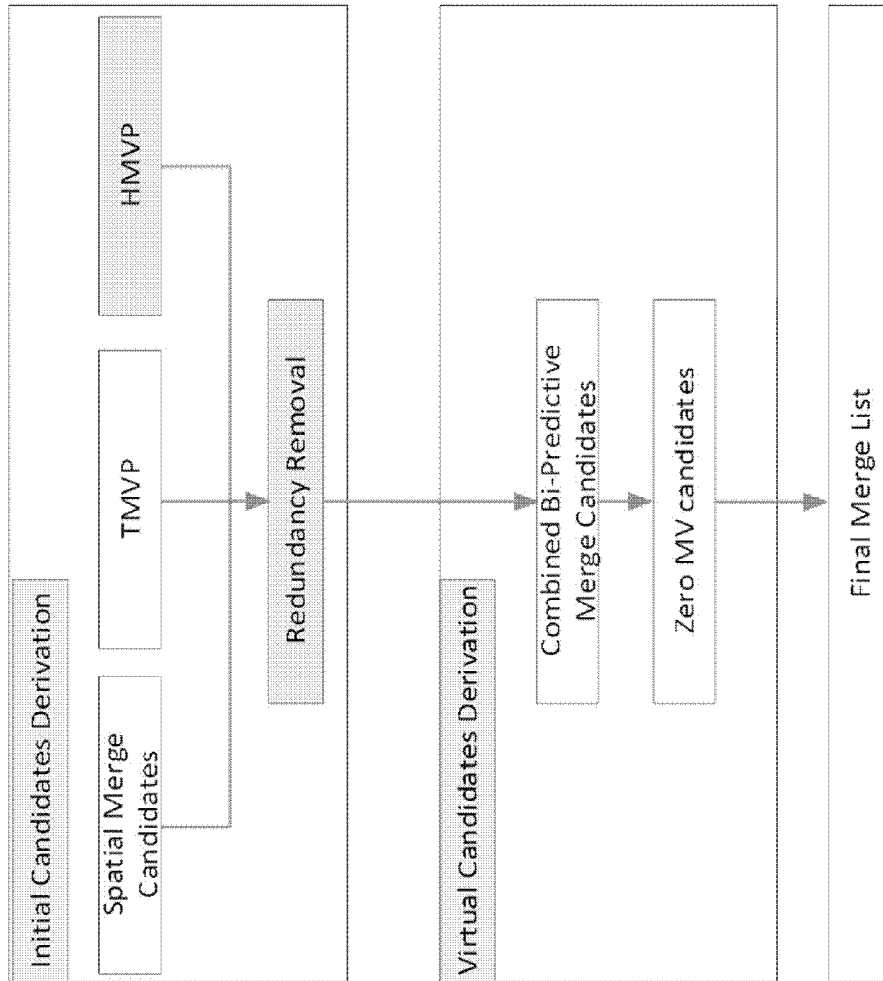 Initial Candidates Derivation
Spatial Merge
Candidates
TMVP
HMVP
Redundancy Removal
Virtual Candidates Derivation
Combined Bi-Predictive
Merge Candidates
Zero MV candidates
Final Merge List